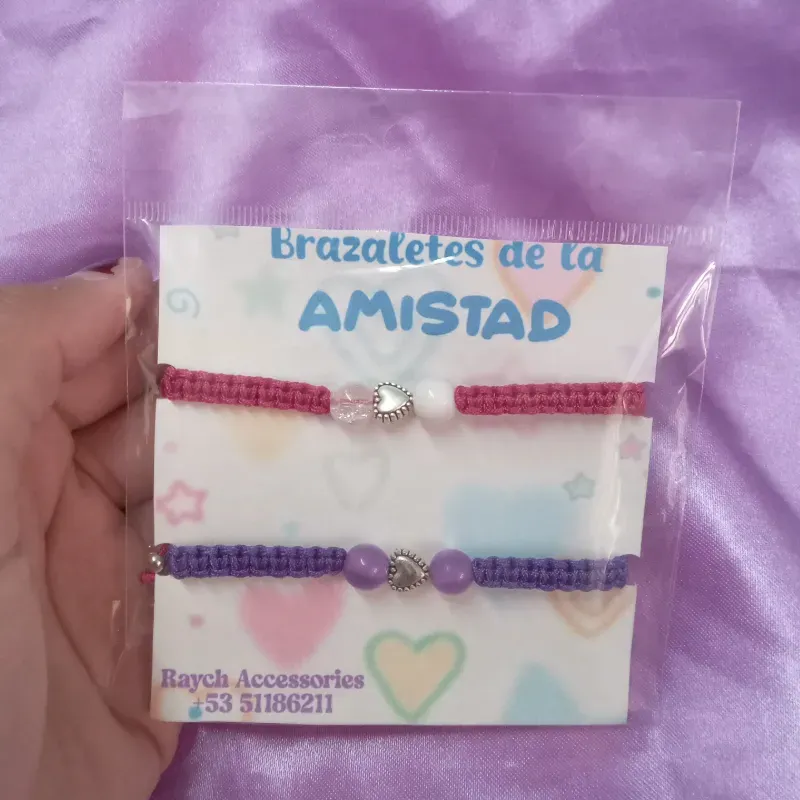 Brazaletes de la
AMISTAD
Raych Accessories
+53 51186211